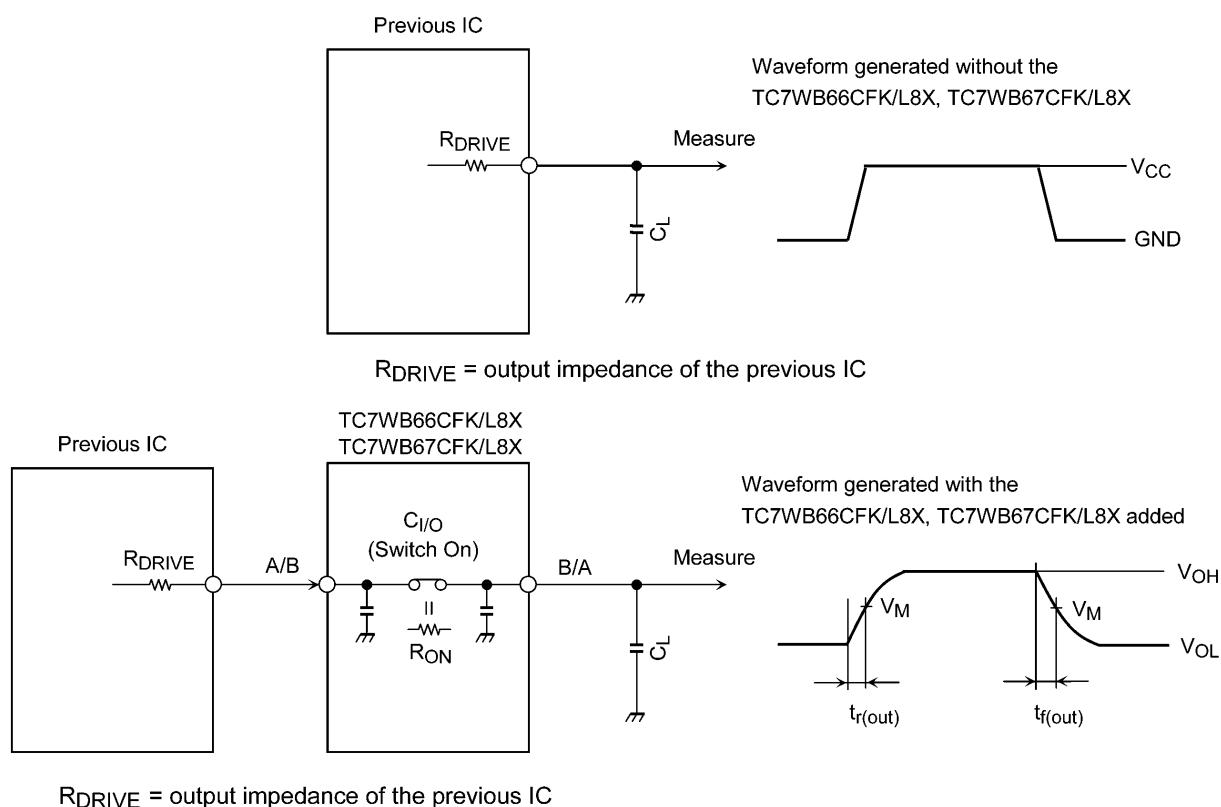 Previous IC
Waveform generated without the
TC7WB66CFK/L8X, TC7WB67CFK/L8X
RDRIVE
Measure
VCC
CL
GND
RDRIVE = output impedance of the previous IC
TC7WB66CFK/L8X
TC7WB67CFK/L8X
Previous IC
Waveform generated with the
TC7WB66CFK/L8X, TC7WB67CFK/L8X added
CI/O
(Switch On)
RDRIVE
A/B
B/A
Measure
VOH
VM
VM
RON
CL
VOL
tr(out)
tf(out)
RDRIVE = output impedance of the previous IC